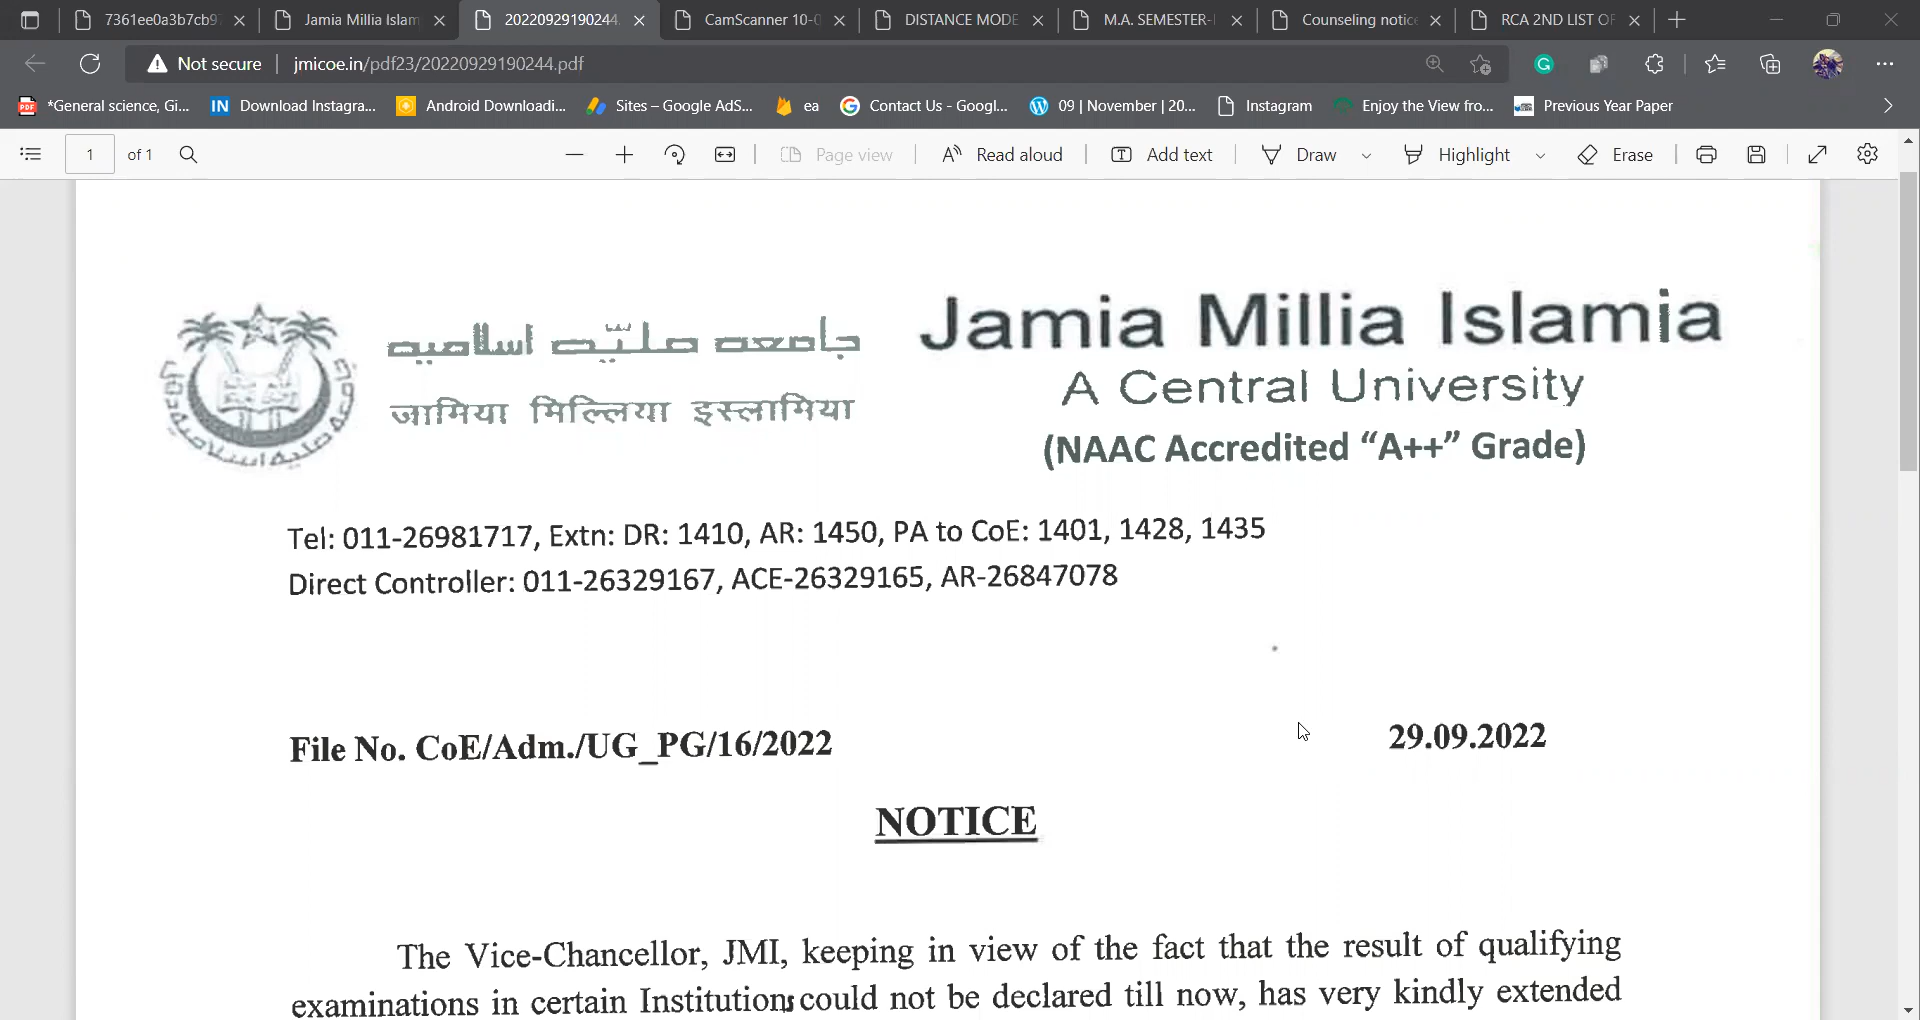 7361ee0a3b7cb97
Jamia Millia Islam
20220929190244.
CamScanner 10-0
DISTANCE MODE
M.A. SEMESTER-
Counseling notice
RCA 2ND LIST OF
Not secure
jmicoe.in/pdf23/20220929190244.pdf
*General science, Gi...
Download Instagra...
Android Downloadi...
Sites – Google AdS...
ea
Contact Us - Googl...
09 | November | 20...
Instagram
Enjoy the View fro...
Previous Year Paper
1 of 1
Page view
Read aloud
Add text
Draw
Highlight
Erase
جامعہ ملیّہ اسلامیہ
जामिया मिल्लिया इस्लामिया
Jamia Millia Islamia
A Central University
(NAAC Accredited “A++” Grade)
Tel: 011-26981717, Extn: DR: 1410, AR: 1450, PA to CoE: 1401, 1428, 1435
Direct Controller: 011-26329167, ACE-26329165, AR-26847078
File No. CoE/Adm./UG_PG/16/2022
29.09.2022
NOTICE
The Vice-Chancellor, JMI, keeping in view of the fact that the result of qualifying
examinations in certain Institutions could not be declared till now, has very kindly extended